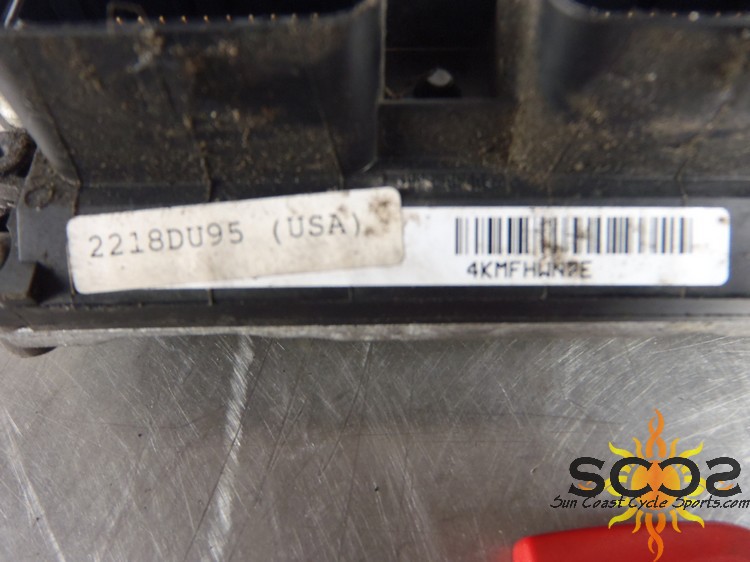 2218DU95 (USA)
4KMFHWN2E
SCCS
Sun Coast Cycle Sports.com